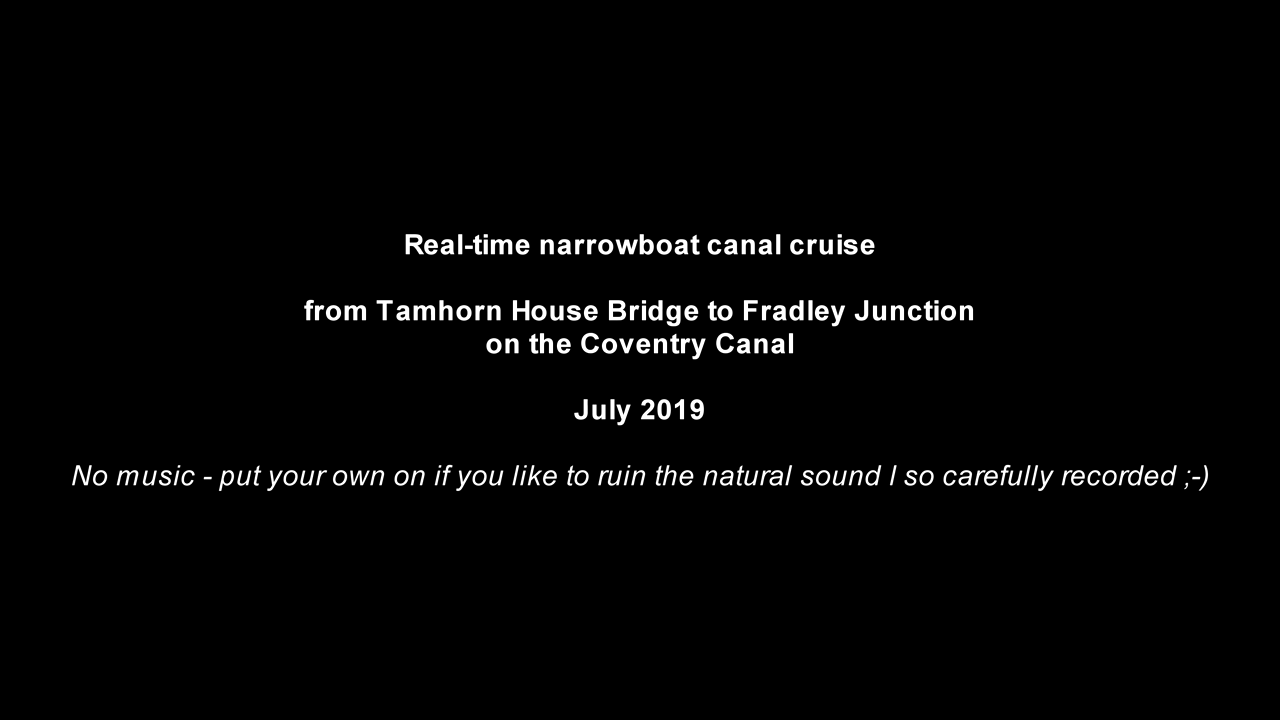 Real-time narrowboat canal cruise
from Tamhorn House Bridge to Fradley Junction
on the Coventry Canal
July 2019
No music - put your own on if you like to ruin the natural sound I so carefully recorded ;-)